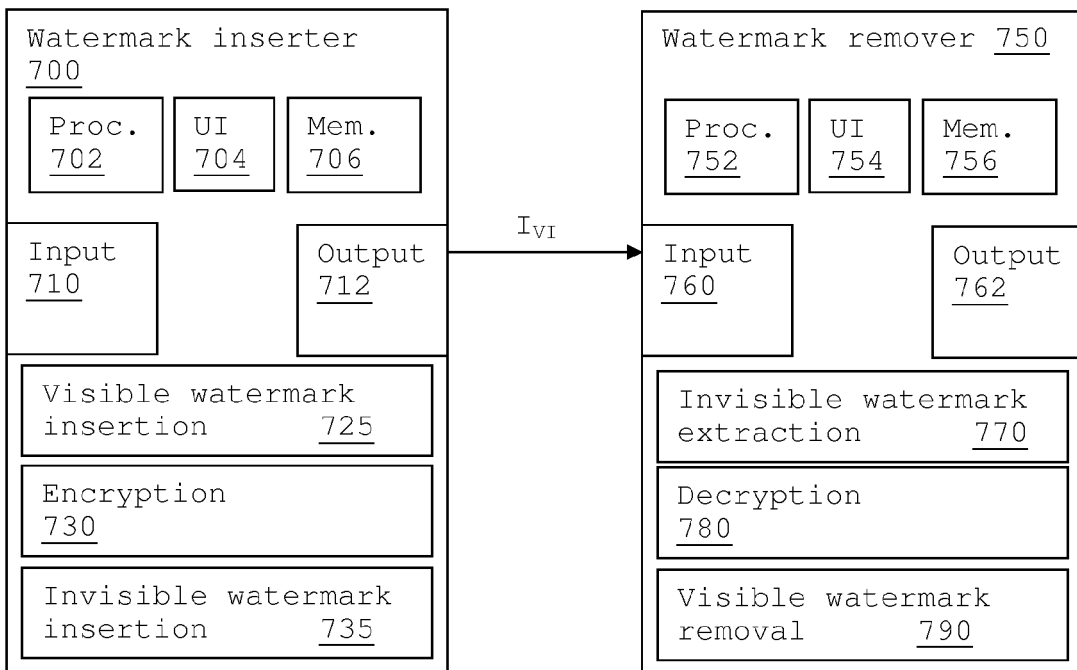 Watermark inserter
700
Proc.
702
UI
704
Mem.
706
Input
710
Output
712
Visible watermark
insertion 725
Encryption
730
Invisible watermark
insertion 735
I_VI
Watermark remover 750
Proc.
752
UI
754
Mem.
756
Input
760
Output
762
Invisible watermark
extraction 770
Decryption
780
Visible watermark
removal 790